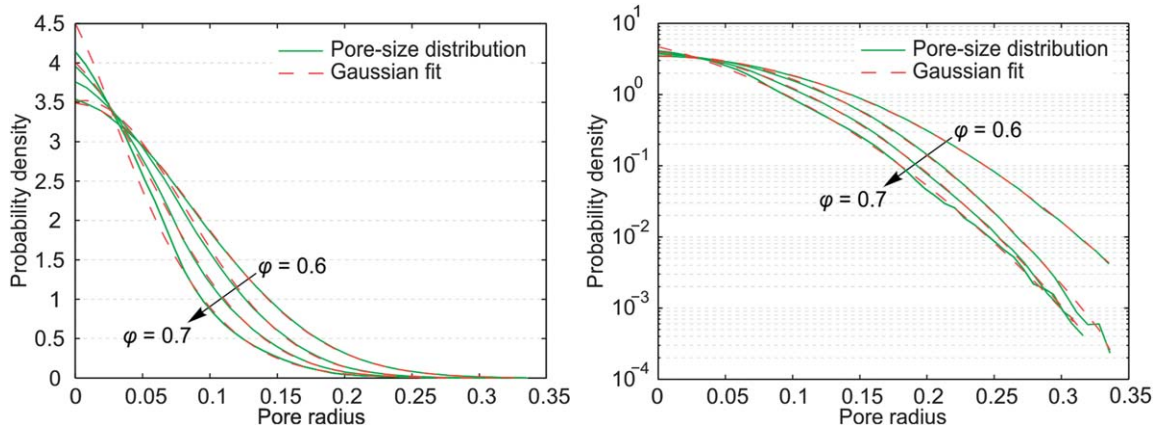 4.5
4
3.5
3
2.5
2
1.5
1
0.5
0
Probability density
Pore-size distribution
Gaussian fit
φ = 0.6
φ = 0.7
0 0.05 0.1 0.15 0.2 0.25 0.3 0.35
Pore radius
10^1
10^0
10^−1
10^−2
10^−3
10^−4
Probability density
Pore-size distribution
Gaussian fit
φ = 0.6
φ = 0.7
0 0.05 0.1 0.15 0.2 0.25 0.3 0.35
Pore radius